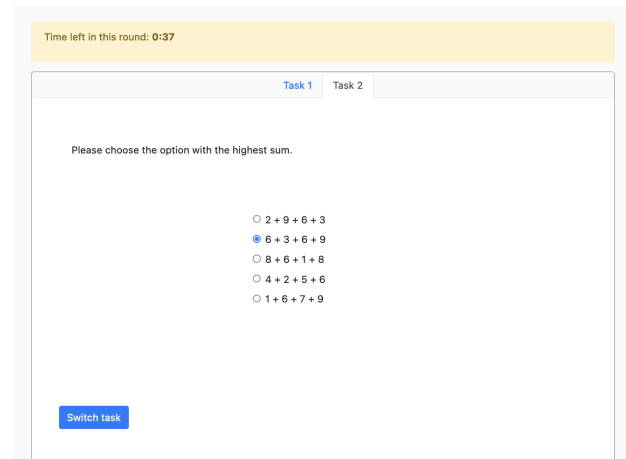 Time left in this round: 0:37
Task 1 Task 2
Please choose the option with the highest sum.
2 + 9 + 6 + 3
6 + 3 + 6 + 9
8 + 6 + 1 + 8
4 + 2 + 5 + 6
1 + 6 + 7 + 9
Switch task